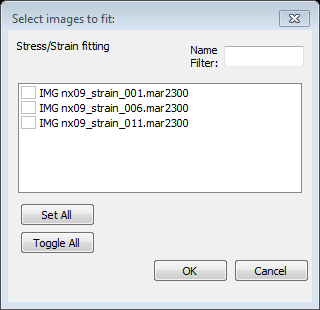 Select images to fit:
Stress/Strain fitting
Name
Filter:
IMG nx09_strain_001.mar2300
IMG nx09_strain_006.mar2300
IMG nx09_strain_011.mar2300
Set All
Toggle All
OK
Cancel